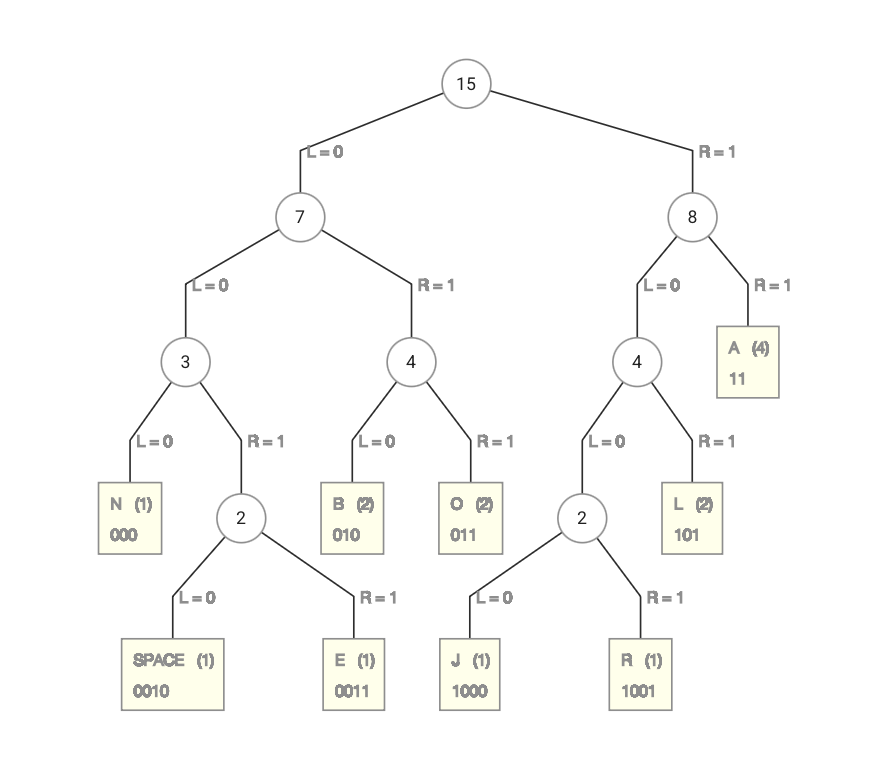 15
L = 0
R = 1
7
8
L = 0
R = 1
L = 0
R = 1
3
4
4
A (4)
11
L = 0
R = 1
L = 0
R = 1
L = 0
R = 1
N (1)
000
2
B (2)
010
O (2)
011
2
L (2)
101
L = 0
R = 1
L = 0
R = 1
SPACE (1)
0010
E (1)
0011
J (1)
1000
R (1)
1001